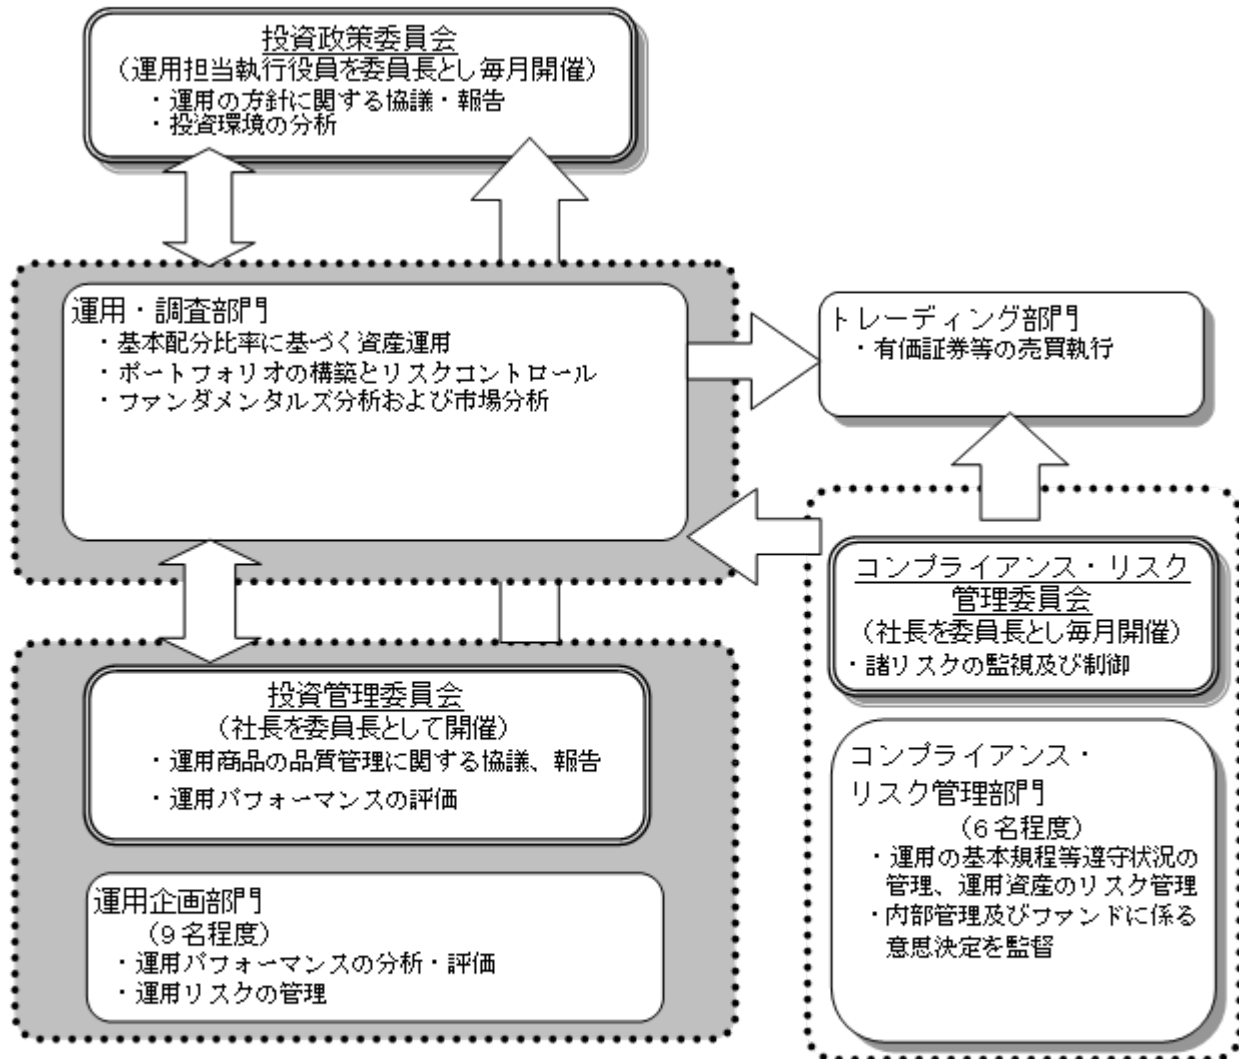 投資政策委員会
（運用担当執行役員を委員長とし毎月開催）
・運用の方針に関する協議・報告
・投資環境の分析
運用・調査部門
・基本配分比率に基づく資産運用
・ポートフォリオの構築とリスクコントロール
・ファンダメンタルズ分析および市場分析
トレーディング部門
・有価証券等の売買執行
コンプライアンス・リスク
管理委員会
（社長を委員長とし毎月開催）
・諸リスクの監視及び制御
投資管理委員会
（社長を委員長として開催）
・運用商品の品質管理に関する協議、報告
・運用パフォーマンスの評価
コンプライアンス・
リスク管理部門
（６名程度）
・運用の基本規程等遵守状況の
管理、運用資産のリスク管理
・内部管理及びファンドに係る
意思決定を監督
運用企画部門
（９名程度）
・運用パフォーマンスの分析・評価
・運用リスクの管理